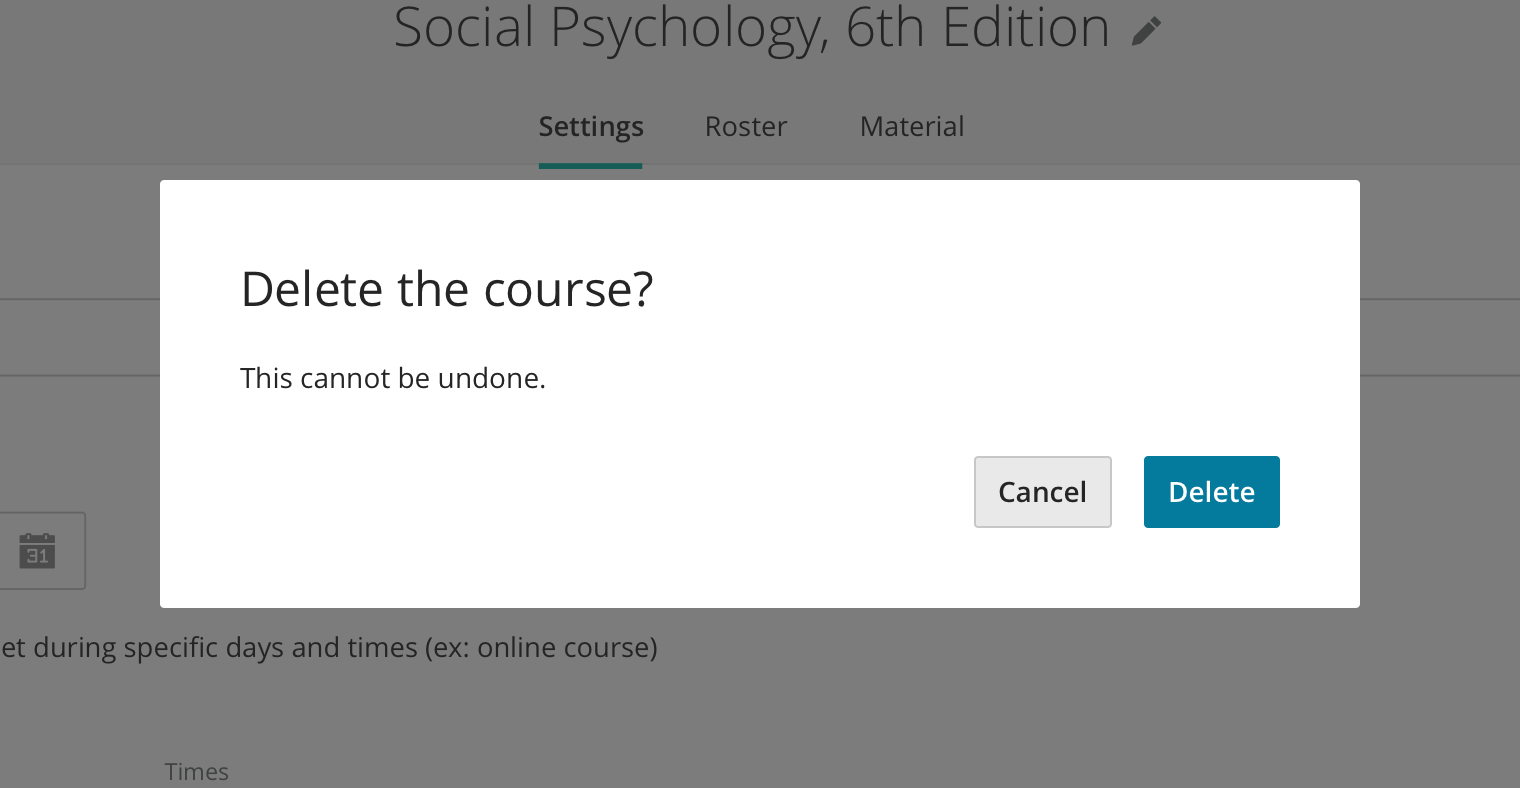 Social Psychology, 6th Edition
Settings Roster Material
Delete the course?
This cannot be undone.
Cancel Delete
31
et during specific days and times (ex: online course)
Times